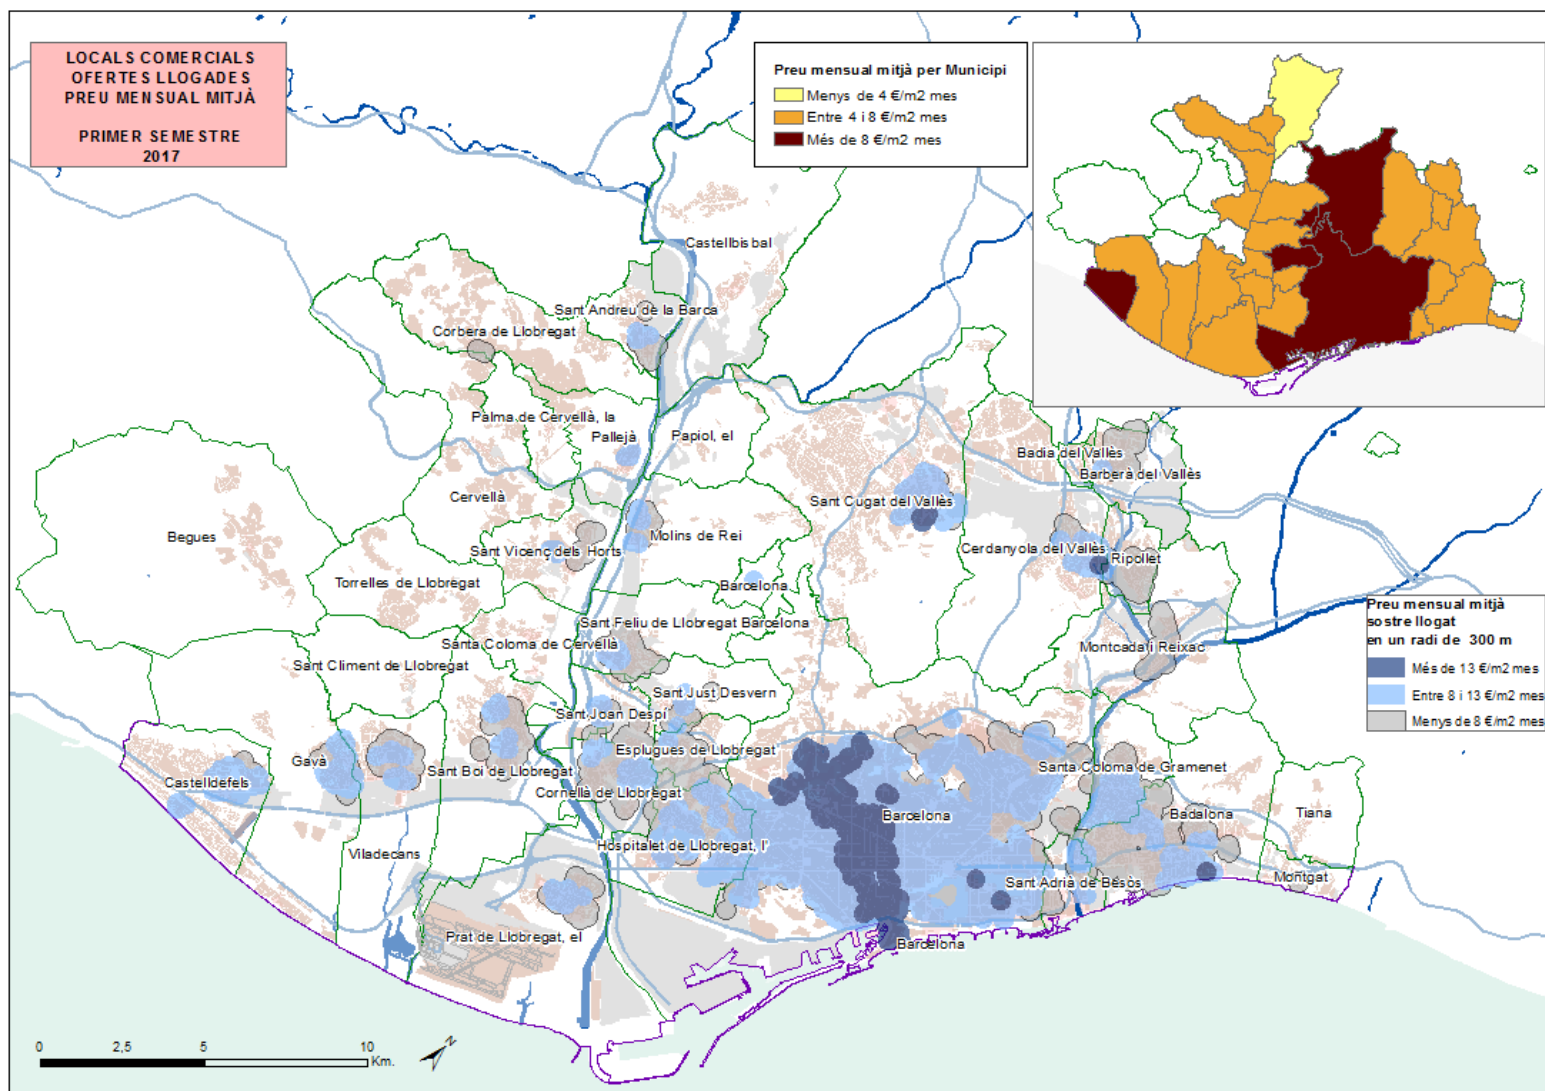 LOCALS COMERCIALS
OFERTES LLOGADES
PREU MENSUAL MITJÀ
PRIMER SEMESTRE
2017
Preu mensual mitjà per Municipi
Menys de 4 €/m2 mes
Entre 4 i 8 €/m2 mes
Més de 8 €/m2 mes
Castellbisbal
Sant Andreu de la Barca
Corbera de Llobregat
Palma de Cervellà, la
Pallejà
Papiol, el
Badia del Vallès
Barberà del Vallès
Cervellà
Sant Cugat del Vallès
Begues
Molins de Rei
Sant Vicenç dels Horts
Cerdanyola del Vallès
Ripollet
Torrelles de Llobregat
Barcelona
Preu mensual mitjà
sostre llogat
en un radi de 300 m
Més de 13 €/m2 mes
Entre 8 i 13 €/m2 mes
Menys de 8 €/m2 mes
Sant Feliu de Llobregat Barcelona
Santa Coloma de Cervellà
Montcada i Reixac
Sant Climent de Llobregat
Sant Just Desvern
Sant Joan Despí
Esplugues de Llobregat
Gavà
Sant Boi de Llobregat
Santa Coloma de Gramenet
Castelldefels
Cornellà de Llobregat
Barcelona
Badalona
Tiana
Hospitalet de Llobregat, l'
Viladecans
Montgat
Sant Adrià de Besòs
Prat de Llobregat, el
Barcelona
0 2,5 5 10
Km.
N